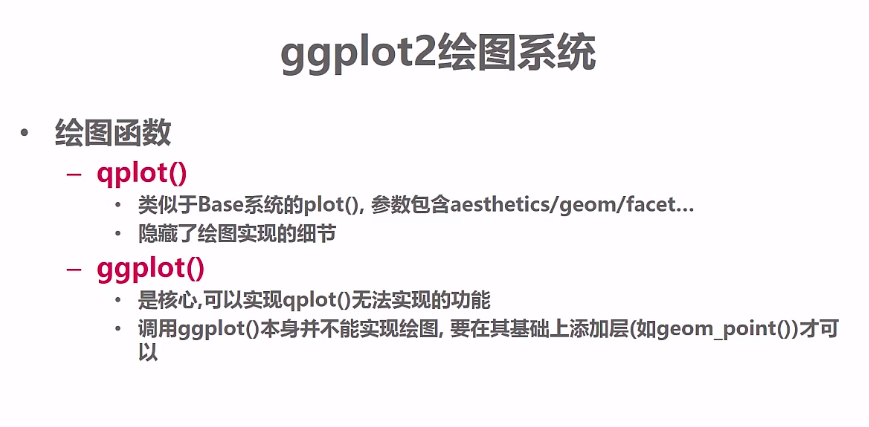 ggplot2绘图系统
• 绘图函数
– qplot()
• 类似于Base系统的plot(), 参数包含aesthetics/geom/facet...
• 隐藏了绘图实现的细节
– ggplot()
• 是核心,可以实现qplot()无法实现的功能
• 调用ggplot()本身并不能实现绘图, 要在其基础上添加层(如geom_point())才可
以